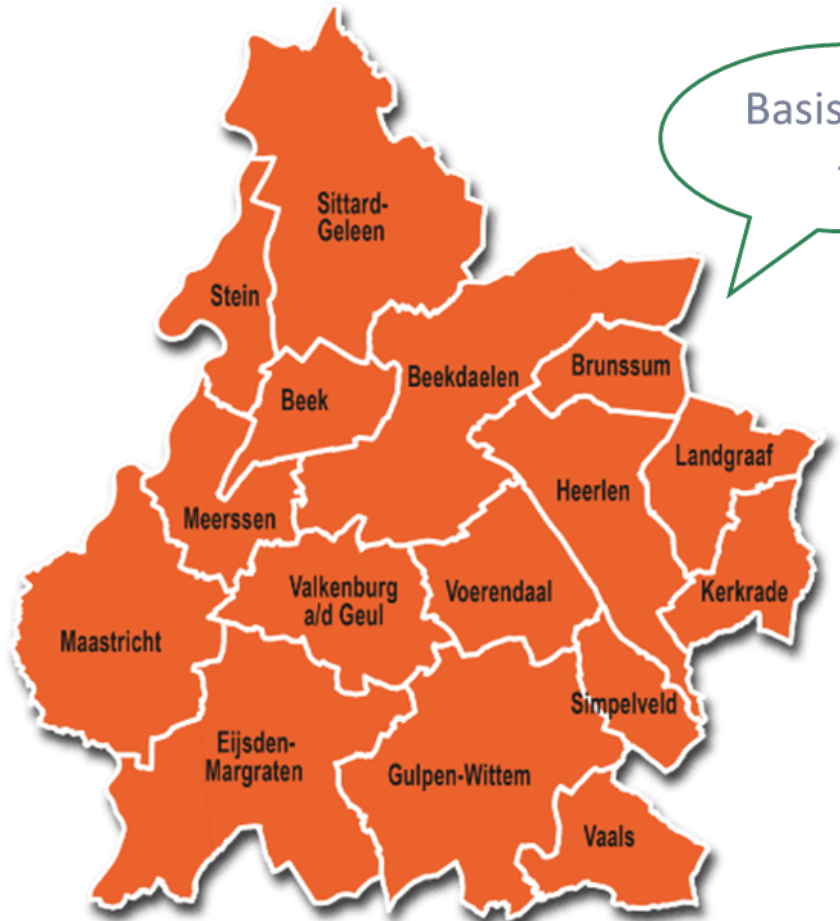 Basis
Sittard-
Geleen
Stein
Beek
Beekdaelen
Brunssum
Landgraaf
Heerlen
Meerssen
Kerkrade
Valkenburg
a/d Geul
Voerendaal
Maastricht
Simpelveld
Eijsden-
Margraten
Gulpen-Wittem
Vaals